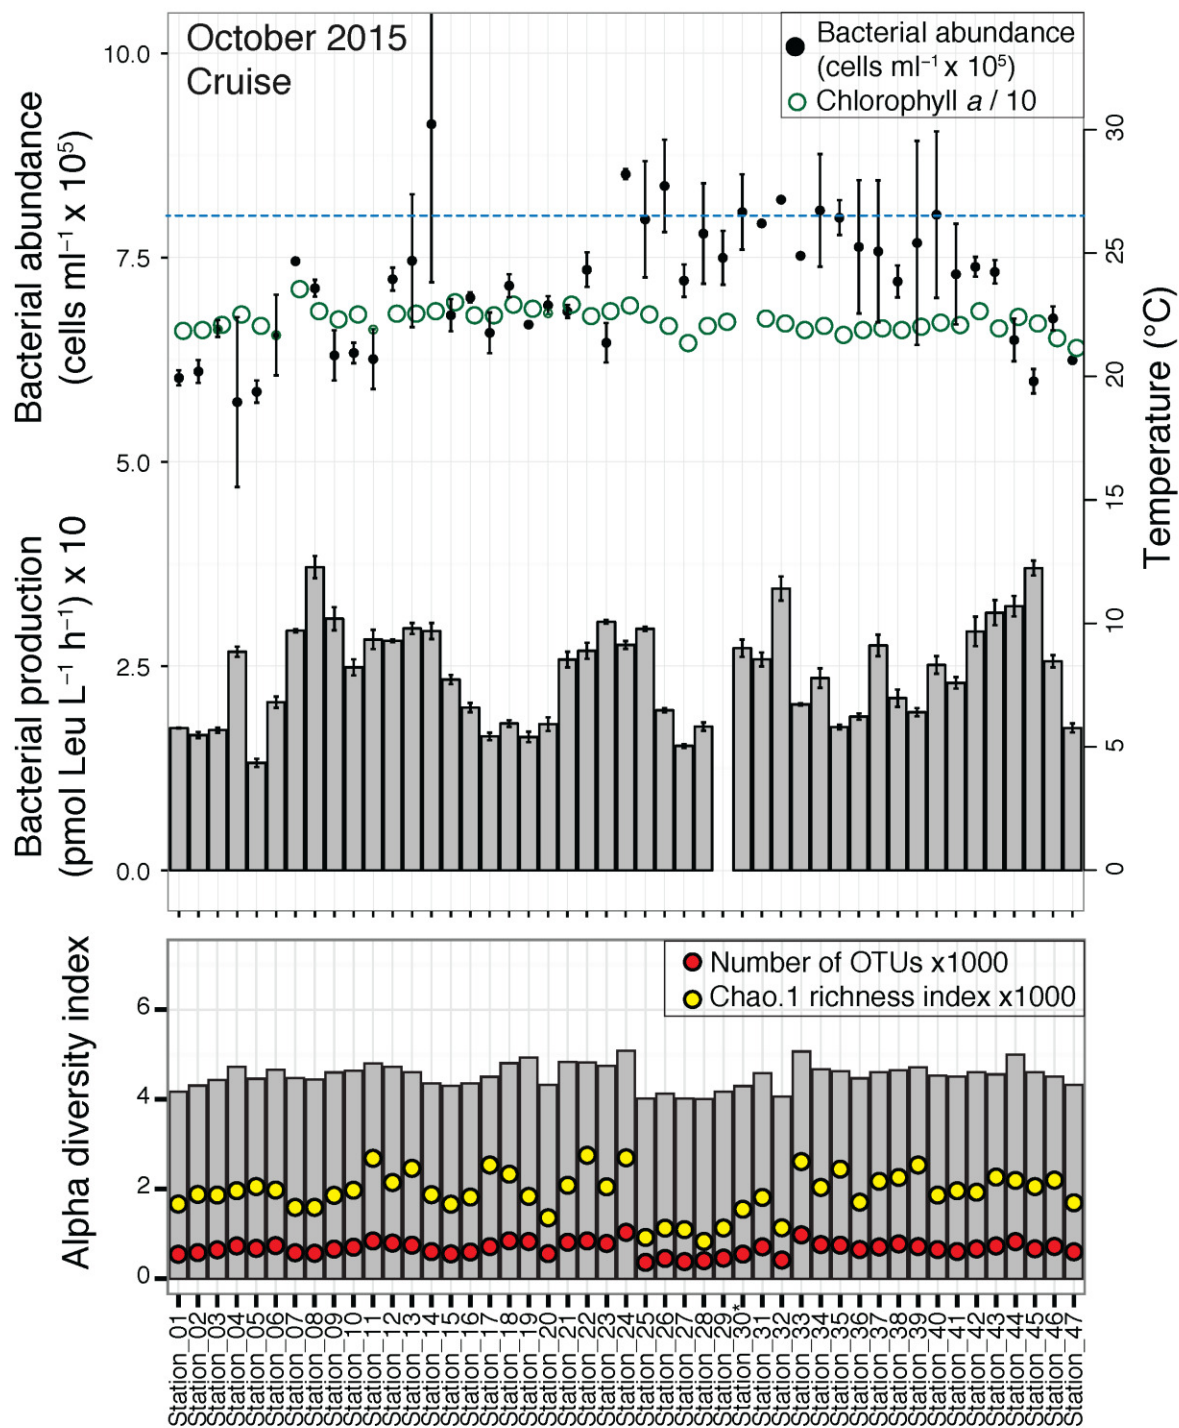 October 2015
Cruise
Bacterial abundance
(cells ml⁻¹ x 10⁵)
Chlorophyll a / 10
Bacterial abundance
(cells ml⁻¹ x 10⁵)
10.0
7.5
5.0
2.5
0.0
Bacterial production
(pmol Leu L⁻¹ h⁻¹) x 10
Temperature (°C)
30
25
20
15
10
5
0
Number of OTUs x1000
Chao.1 richness index x1000
Alpha diversity index
6
4
2
0
Station_01
Station_02
Station_03
Station_04
Station_05
Station_06
Station_07
Station_08
Station_09
Station_10
Station_11
Station_12
Station_13
Station_14
Station_15
Station_16
Station_17
Station_18
Station_19
Station_20
Station_21
Station_22
Station_23
Station_24
Station_25
Station_26
Station_27
Station_28
Station_29
Station_30*
Station_31
Station_32
Station_33
Station_34
Station_35
Station_36
Station_37
Station_38
Station_39
Station_40
Station_41
Station_42
Station_43
Station_44
Station_45
Station_46
Station_47